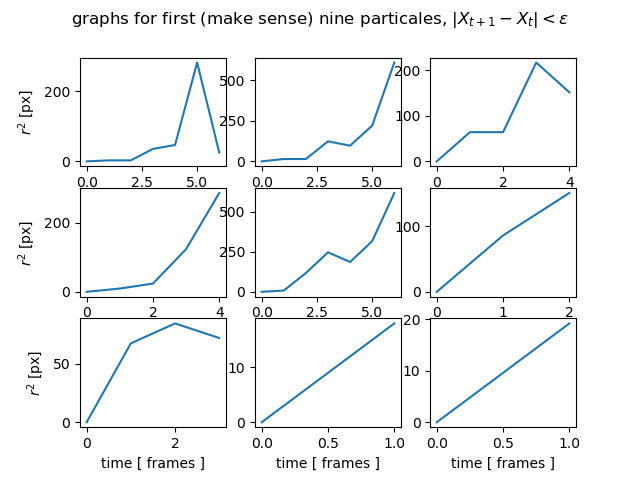 graphs for first (make sense) nine particales, |X_{t+1} − X_t| < ε
r² [px]
200
0
0.0 2.5 5.0
500
250
0
0.0 2.5 5.0
200
100
0
0 2 4
r² [px]
200
0
0 2 4
500
250
0
0.0 2.5 5.0
100
0
0 1 2
r² [px]
50
0
0 2
time [ frames ]
10
0
0.0 0.5 1.0
time [ frames ]
20
10
0
0.0 0.5 1.0
time [ frames ]